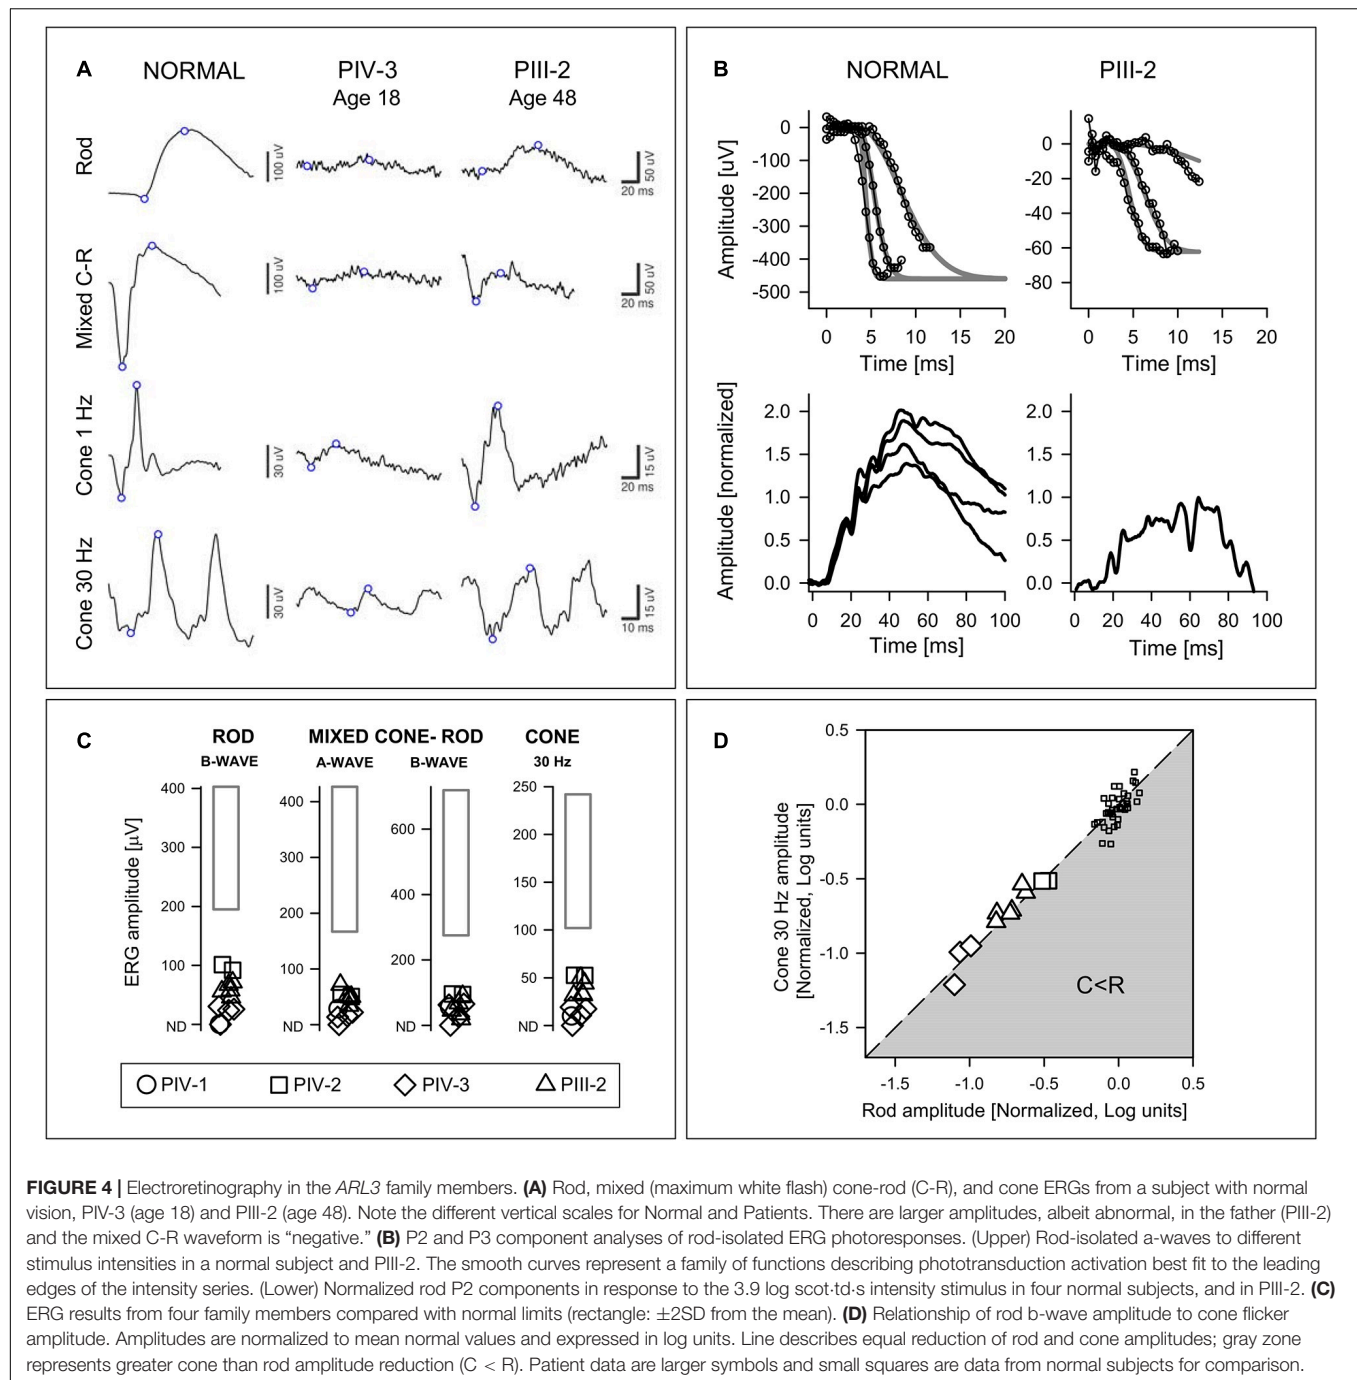 A
NORMAL
PIV-3
Age 18
PIII-2
Age 48
Rod
100 uV
50 uV
20 ms
Mixed C-R
100 uV
50 uV
20 ms
Cone 1 Hz
30 uV
15 uV
20 ms
Cone 30 Hz
30 uV
15 uV
10 ms
B
NORMAL
PIII-2
Amplitude [uV]
0
-100
-200
-300
-400
-500
0 5 10 15 20
Time [ms]
0
-20
-40
-60
-80
0 5 10 15 20
Time [ms]
Amplitude [normalized]
2.0
1.5
1.0
0.5
0.0
0 20 40 60 80 100
Time [ms]
2.0
1.5
1.0
0.5
0.0
0 20 40 60 80 100
Time [ms]
C
ROD
B-WAVE
MIXED CONE- ROD
A-WAVE
B-WAVE
CONE
30 Hz
ERG amplitude [µV]
400
300
200
100
ND
400
300
200
100
ND
600
400
200
ND
250
200
150
100
50
ND
PIV-1
PIV-2
PIV-3
PIII-2
D
Cone 30 Hz amplitude
[Normalized, Log units]
0.5
0.0
-0.5
-1.0
-1.5
C<R
-1.5 -1.0 -0.5 0.0 0.5
Rod amplitude [Normalized, Log units]
FIGURE 4 | Electroretinography in the ARL3 family members. (A) Rod, mixed (maximum white flash) cone-rod (C-R), and cone ERGs from a subject with normal
vision, PIV-3 (age 18) and PIII-2 (age 48). Note the different vertical scales for Normal and Patients. There are larger amplitudes, albeit abnormal, in the father (PIII-2)
and the mixed C-R waveform is “negative.” (B) P2 and P3 component analyses of rod-isolated ERG photoresponses. (Upper) Rod-isolated a-waves to different
stimulus intensities in a normal subject and PIII-2. The smooth curves represent a family of functions describing phototransduction activation best fit to the leading
edges of the intensity series. (Lower) Normalized rod P2 components in response to the 3.9 log scot·td·s intensity stimulus in four normal subjects, and in PIII-2. (C)
ERG results from four family members compared with normal limits (rectangle: ±2SD from the mean). (D) Relationship of rod b-wave amplitude to cone flicker
amplitude. Amplitudes are normalized to mean normal values and expressed in log units. Line describes equal reduction of rod and cone amplitudes; gray zone
represents greater cone than rod amplitude reduction (C < R). Patient data are larger symbols and small squares are data from normal subjects for comparison.